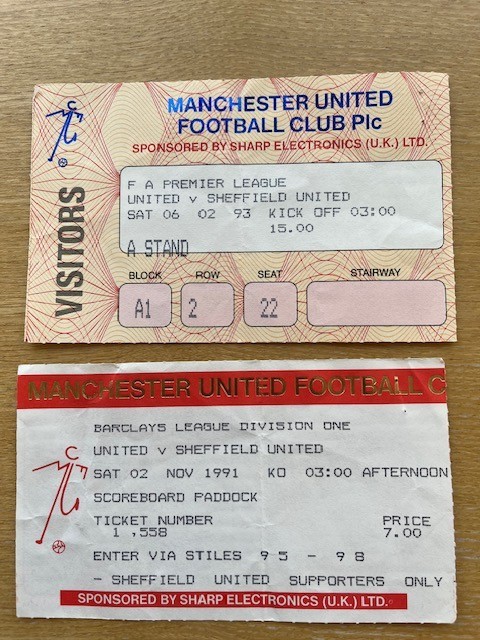 MANCHESTER UNITED
FOOTBALL CLUB Plc
SPONSORED BY SHARP ELECTRONICS (U.K.) LTD.
VISITORS
F A PREMIER LEAGUE
UNITED V SHEFFIELD UNITED
SAT 06 02 93 KICK OFF 03:00
15.00
A STAND
BLOCK ROW SEAT STAIRWAY
A1 2 22
MANCHESTER UNITED FOOTBALL C
BARCLAYS LEAGUE DIVISION ONE
UNITED V SHEFFIELD UNITED
SAT 02 NOV 1991 KO 03:00 AFTERNOON
SCOREBOARD PADDOCK
TICKET NUMBER PRICE
1 ,558 7.00
ENTER VIA STILES 95 - 98
- SHEFFIELD UNITED SUPPORTERS ONLY -
SPONSORED BY SHARP ELECTRONICS (U.K.) LTD.